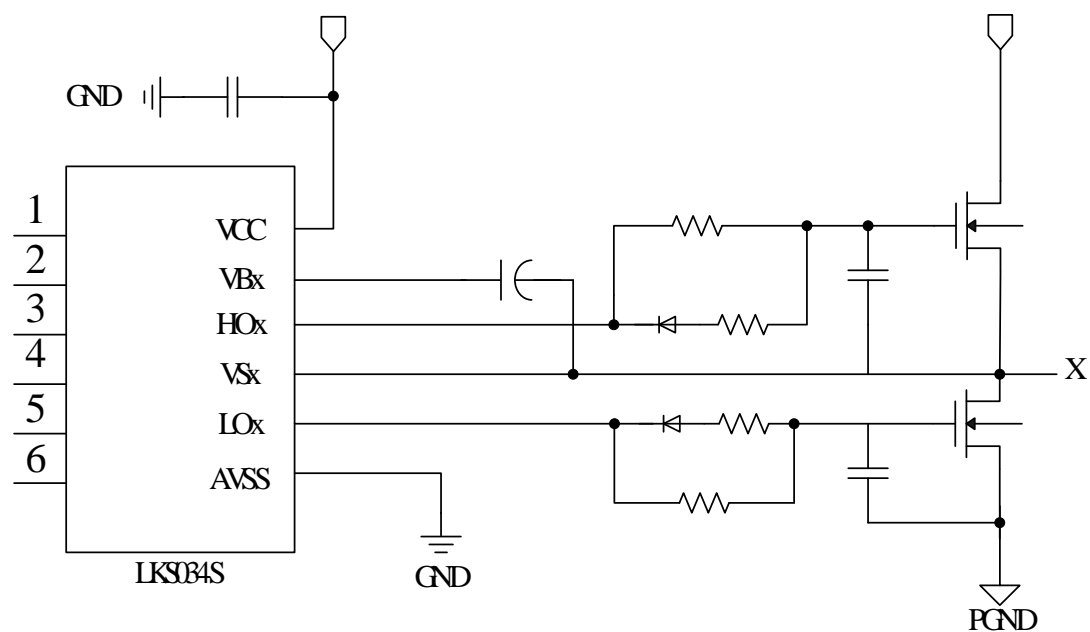 GND
1
2
3
4
5
6
VCC
VBx
HOx
VSx
LOx
AVSS
LKS034S
GND
X
PGND